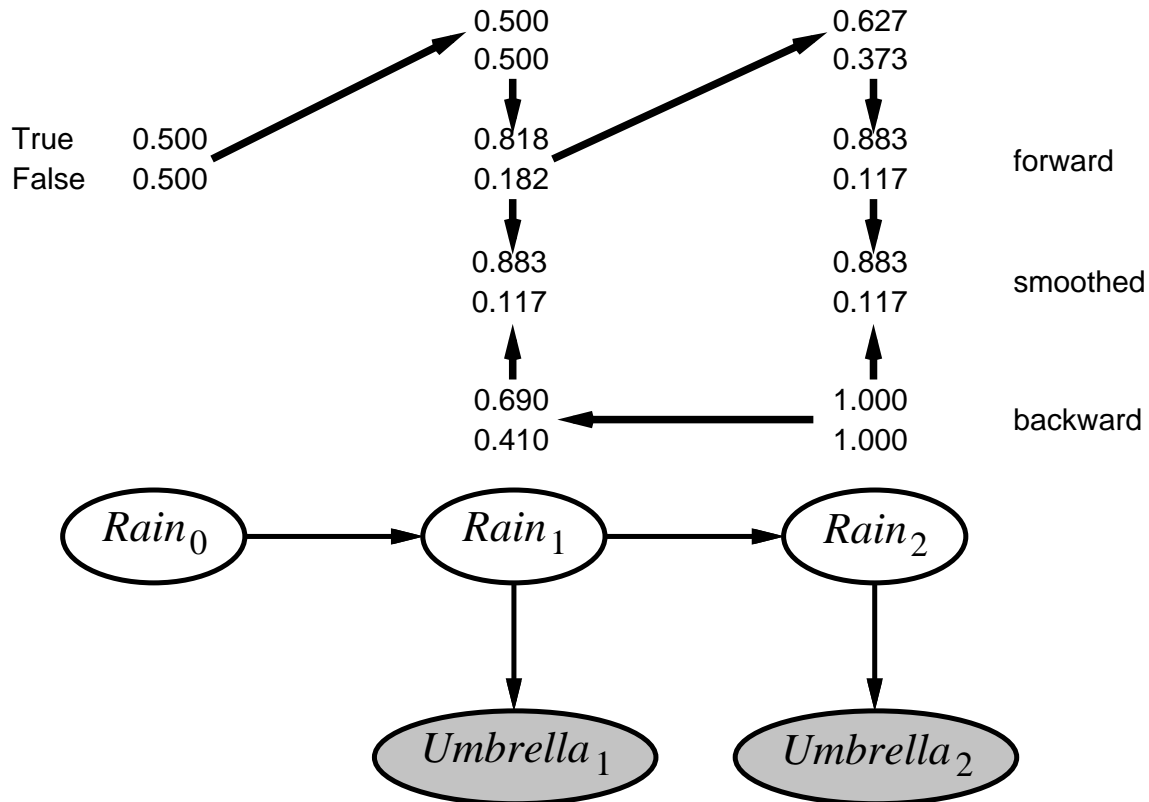 0.500 0.627
0.500 0.373
True 0.500 0.818 0.883
False 0.500 0.182 0.117
forward
0.883 0.883
0.117 0.117
smoothed
0.690 1.000
0.410 1.000
backward
Rain0 Rain1 Rain2
Umbrella1 Umbrella2